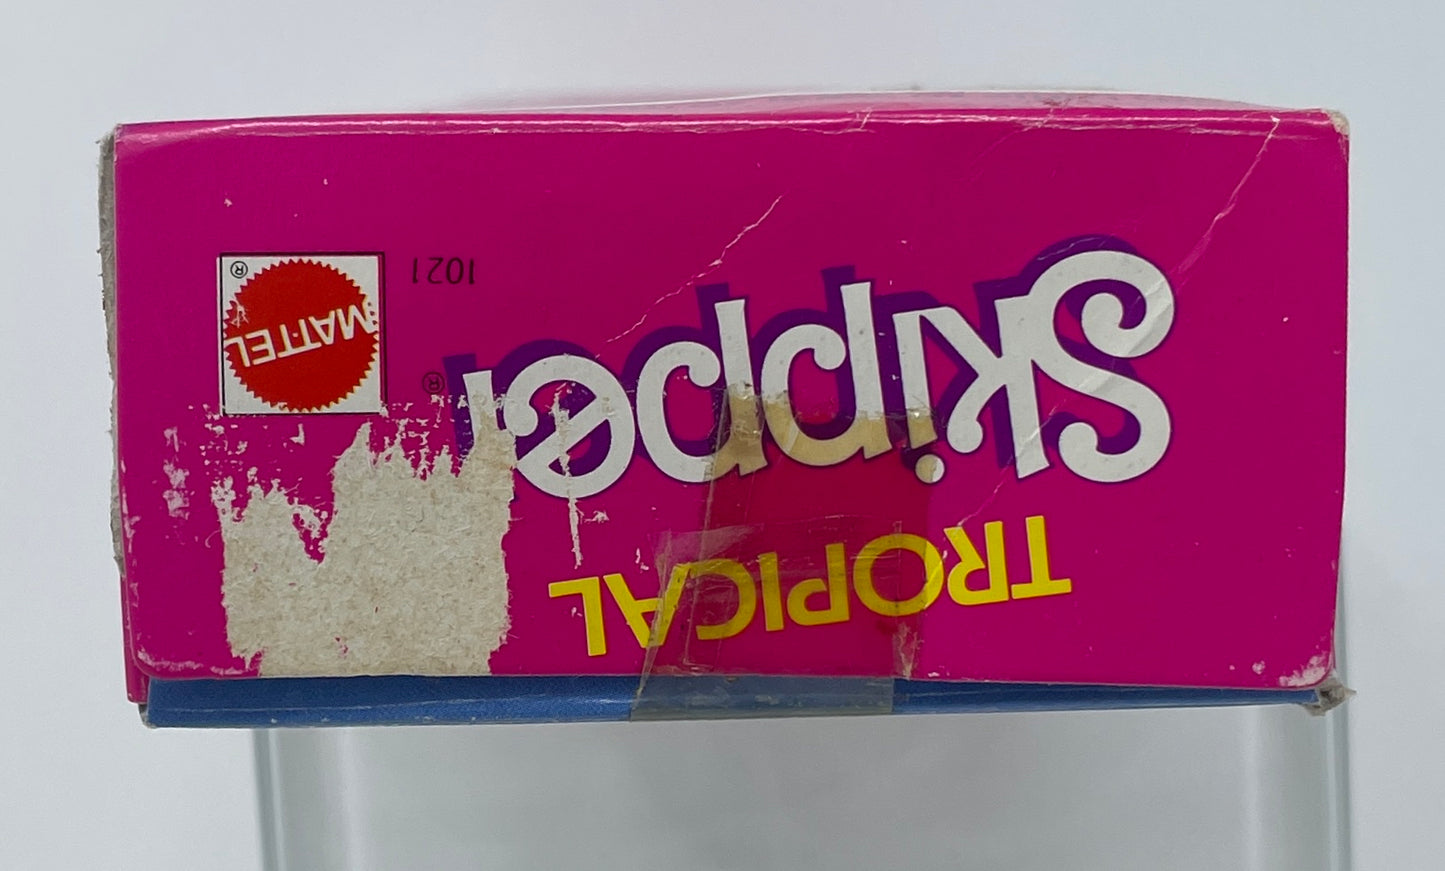 TROPICAL
Skipper®
1021
MATTEL
®